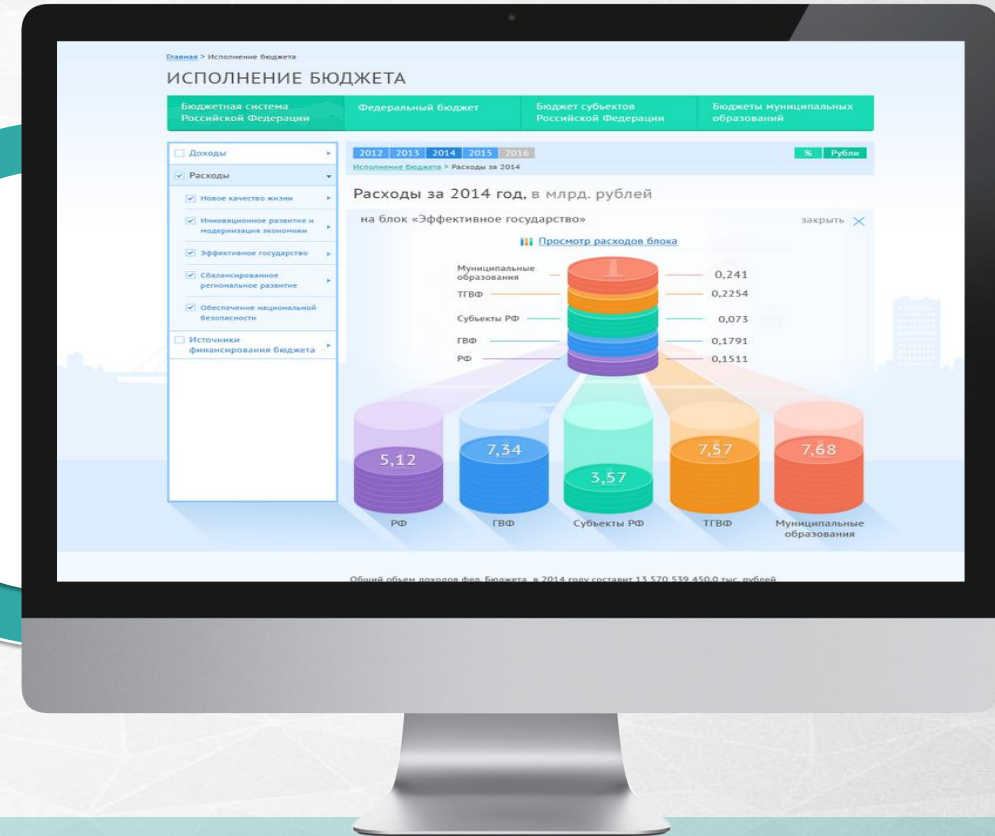 Главная > Исполнение бюджета
ИСПОЛНЕНИЕ БЮДЖЕТА
Бюджетная система
Российской Федерации
Федеральный бюджет
Бюджет субъектов
Российской Федерации
Бюджеты муниципальных
образований
Доходы
Расходы
Новое качество жизни
Инновационное развитие и
модернизация экономики
Эффективное государство
Сбалансированное
региональное развитие
Обеспечение национальной
безопасности
Источники
финансирования бюджета
2012 2013 2014 2015 2016
% Рубли
Исполнение бюджета > Расходы за 2014
Расходы за 2014 год, в млрд. рублей
на блок «Эффективное государство»
закрыть
Просмотр расходов блока
1
Муниципальные
образования
0,241
ТГВФ
0,2254
Субъекты РФ
0,073
ГВФ
0,1791
РФ
0,1511
5,12
7,34
3,57
7,57
7,68
РФ
ГВФ
Субъекты РФ
ТГВФ
Муниципальные
образования
Общий объем доходов фед. Бюджета в 2014 году составит 13 570 539 450,0 тыс. рублей